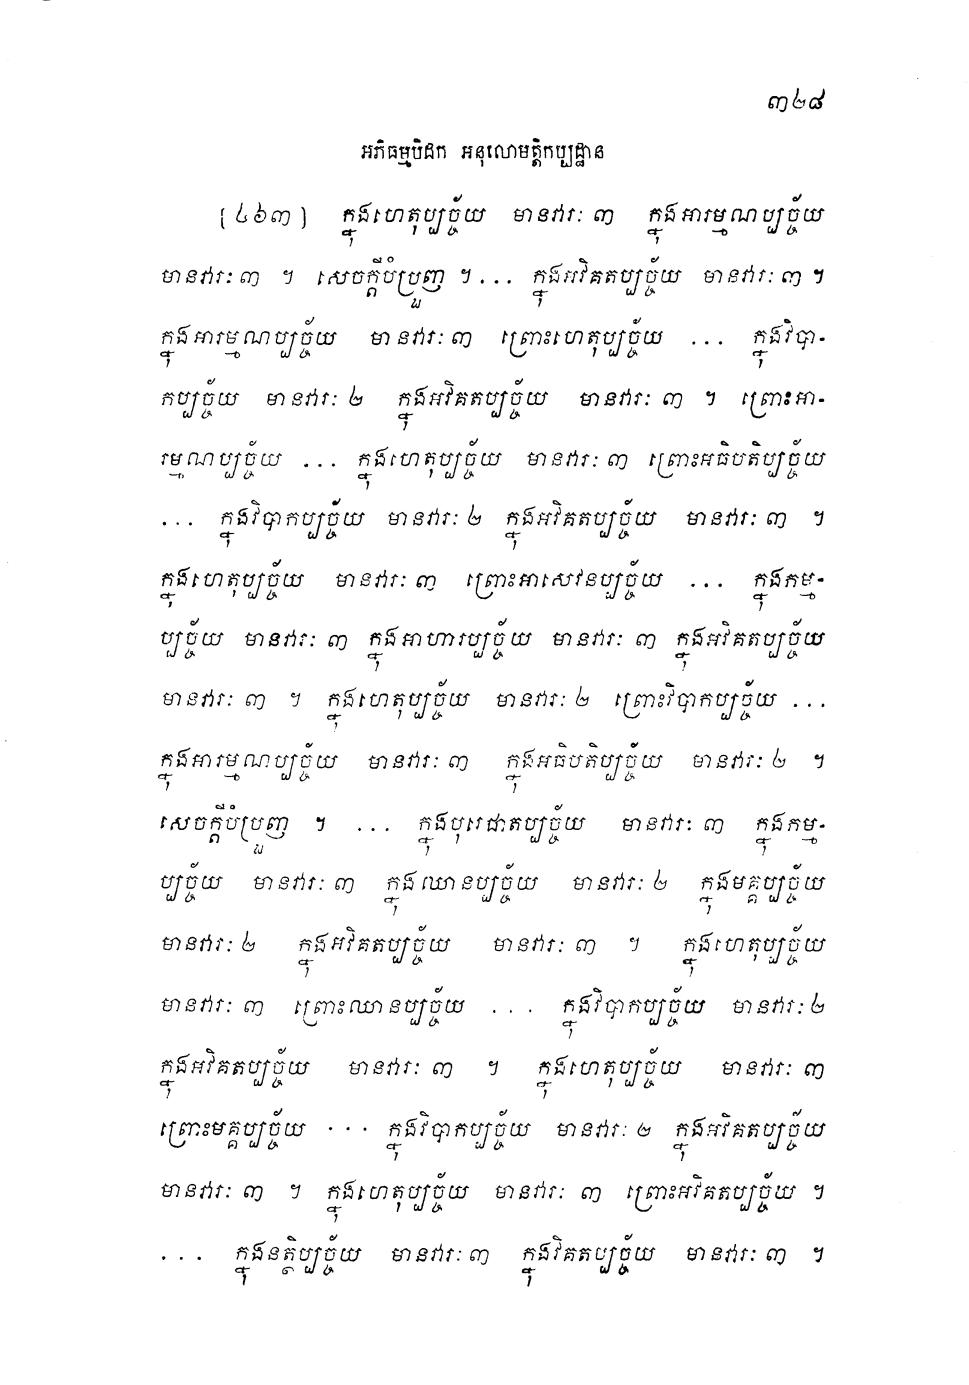 ៣២៨
អភិធម្មបិដក អនុលោមត្តិកប្បដ្ឋាន
[៤៦៣] ក្នុងហេតុប្បច្ច័យ មានវារៈ ៣ ក្នុងអារម្មណប្បច្ច័យ
មានវារៈ ៣ ។ សេចក្តីបំប្រួញ ។ ... ក្នុងអវិគតប្បច្ច័យ មានវារៈ ៣ ។
ក្នុងអារម្មណប្បច្ច័យ មានវារៈ ៣ ព្រោះហេតុប្បច្ច័យ ... ក្នុងវិបា-
កប្បច្ច័យ មានវារៈ ២ ក្នុងអវិគតប្បច្ច័យ មានវារៈ ៣ ។ ព្រោះអា-
រម្មណប្បច្ច័យ ... ក្នុងហេតុប្បច្ច័យ មានវារៈ ៣ ព្រោះអធិបតិប្បច្ច័យ
... ក្នុងវិបាកប្បច្ច័យ មានវារៈ ២ ក្នុងអវិគតប្បច្ច័យ មានវារៈ ៣ ។
ក្នុងហេតុប្បច្ច័យ មានវារៈ ៣ ព្រោះអាសេវនប្បច្ច័យ ... ក្នុងកម្ម-
ប្បច្ច័យ មានវារៈ ៣ ក្នុងអាហារប្បច្ច័យ មានវារៈ ៣ ក្នុងអវិគតប្បច្ច័យ
មានវារៈ ៣ ។ ក្នុងហេតុប្បច្ច័យ មានវារៈ ២ ព្រោះវិបាកប្បច្ច័យ ...
ក្នុងអារម្មណប្បច្ច័យ មានវារៈ ៣ ក្នុងអធិបតិប្បច្ច័យ មានវារៈ ២ ។
សេចក្តីបំប្រួញ ។ ... ក្នុងបុរេជាតប្បច្ច័យ មានវារៈ ៣ ក្នុងកម្ម-
ប្បច្ច័យ មានវារៈ ៣ ក្នុងឈានប្បច្ច័យ មានវារៈ ២ ក្នុងមគ្គប្បច្ច័យ
មានវារៈ ២ ក្នុងអវិគតប្បច្ច័យ មានវារៈ ៣ ។ ក្នុងហេតុប្បច្ច័យ
មានវារៈ ៣ ព្រោះឈានប្បច្ច័យ ... ក្នុងវិបាកប្បច្ច័យ មានវារៈ ២
ក្នុងអវិគតប្បច្ច័យ មានវារៈ ៣ ។ ក្នុងហេតុប្បច្ច័យ មានវារៈ ៣
ព្រោះមគ្គប្បច្ច័យ ... ក្នុងវិបាកប្បច្ច័យ មានវារៈ ២ ក្នុងអវិគតប្បច្ច័យ
មានវារៈ ៣ ។ ក្នុងហេតុប្បច្ច័យ មានវារៈ ៣ ព្រោះអវិគតប្បច្ច័យ ។
... ក្នុងនត្ថិប្បច្ច័យ មានវារៈ ៣ ក្នុងវិគតប្បច្ច័យ មានវារៈ ៣ ។